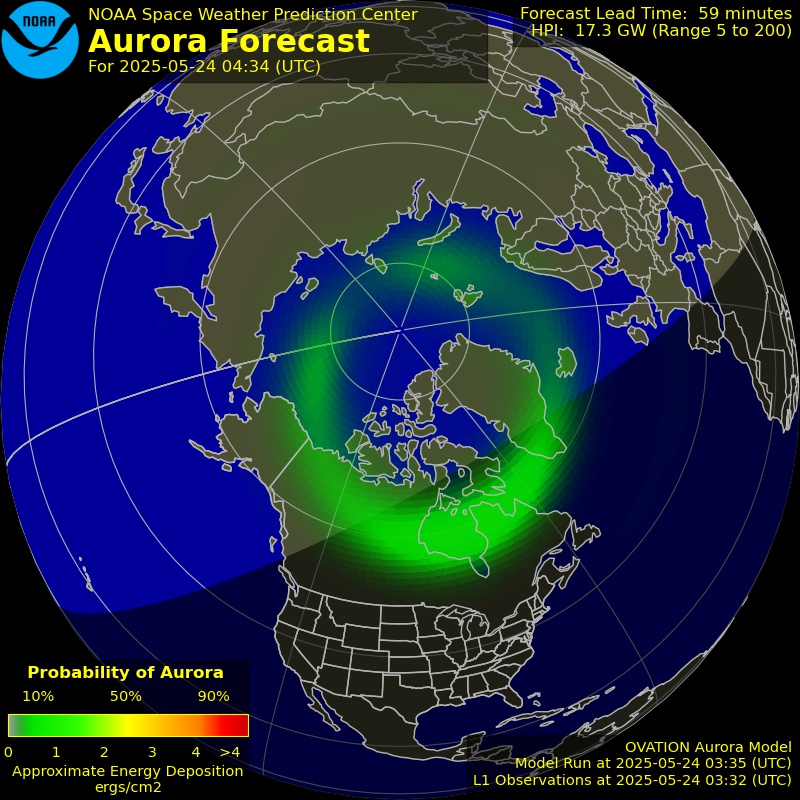 NOAA
NOAA Space Weather Prediction Center
Aurora Forecast
For 2025-05-24 04:34 (UTC)
Forecast Lead Time: 59 minutes
HPI: 17.3 GW (Range 5 to 200)
Probability of Aurora
10% 50% 90%
0 1 2 3 4 >4
Approximate Energy Deposition
ergs/cm2
OVATION Aurora Model
Model Run at 2025-05-24 03:35 (UTC)
L1 Observations at 2025-05-24 03:32 (UTC)